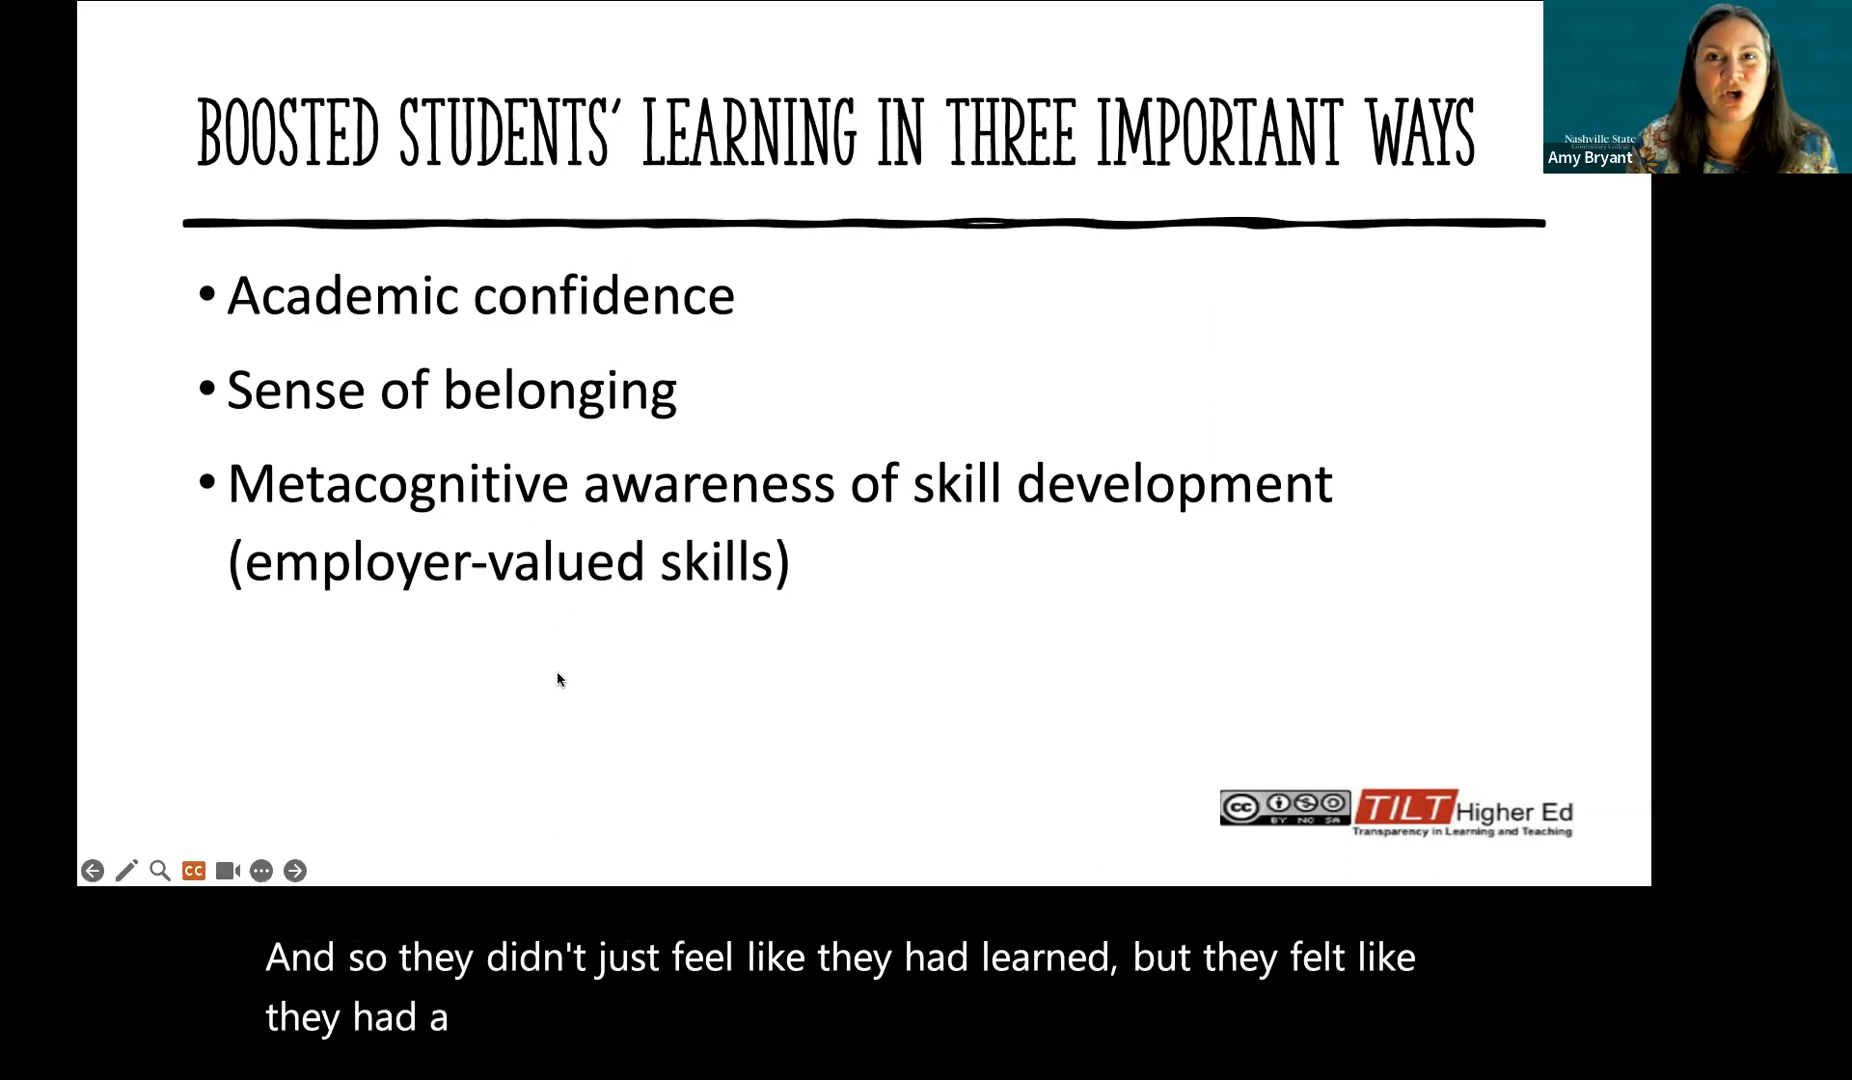 BOOSTED STUDENTS' LEARNING IN THREE IMPORTANT WAYS
Nashville State
Community College
Amy Bryant
• Academic confidence
• Sense of belonging
• Metacognitive awareness of skill development
(employer-valued skills)
cc
BY NC SA
TILT Higher Ed
Transparency in Learning and Teaching
CC
And so they didn't just feel like they had learned, but they felt like
they had a